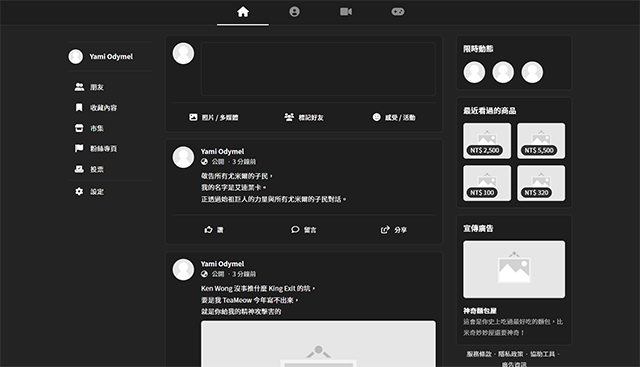 Yami Odymel
朋友
收藏內容
市集
粉絲專頁
投票
設定
照片 / 多媒體
標記好友
感受 / 活動
Yami Odymel
公開 · 3 分鐘前
敬告所有尤米爾的子民，
我的名字是艾連葉卡。
正透過始祖巨人的力量與所有尤米爾的子民對話。
讚
留言
分享
Yami Odymel
公開 · 3 分鐘前
Ken Wong 沒事推什麼 King Exit 的坑，
要是我 TeaMeow 今年寫不出來，
就是你給我的精神攻擊害的
限時動態
最近看過的商品
NT$ 2,500
NT$ 5,500
NT$ 100
NT$ 320
宣傳廣告
神奇麵包屋
這會是你史上吃過最好吃的麵包，比
米奇妙妙屋還要神奇！
服務條款 · 隱私政策 · 協助工具 ·
廣告資訊